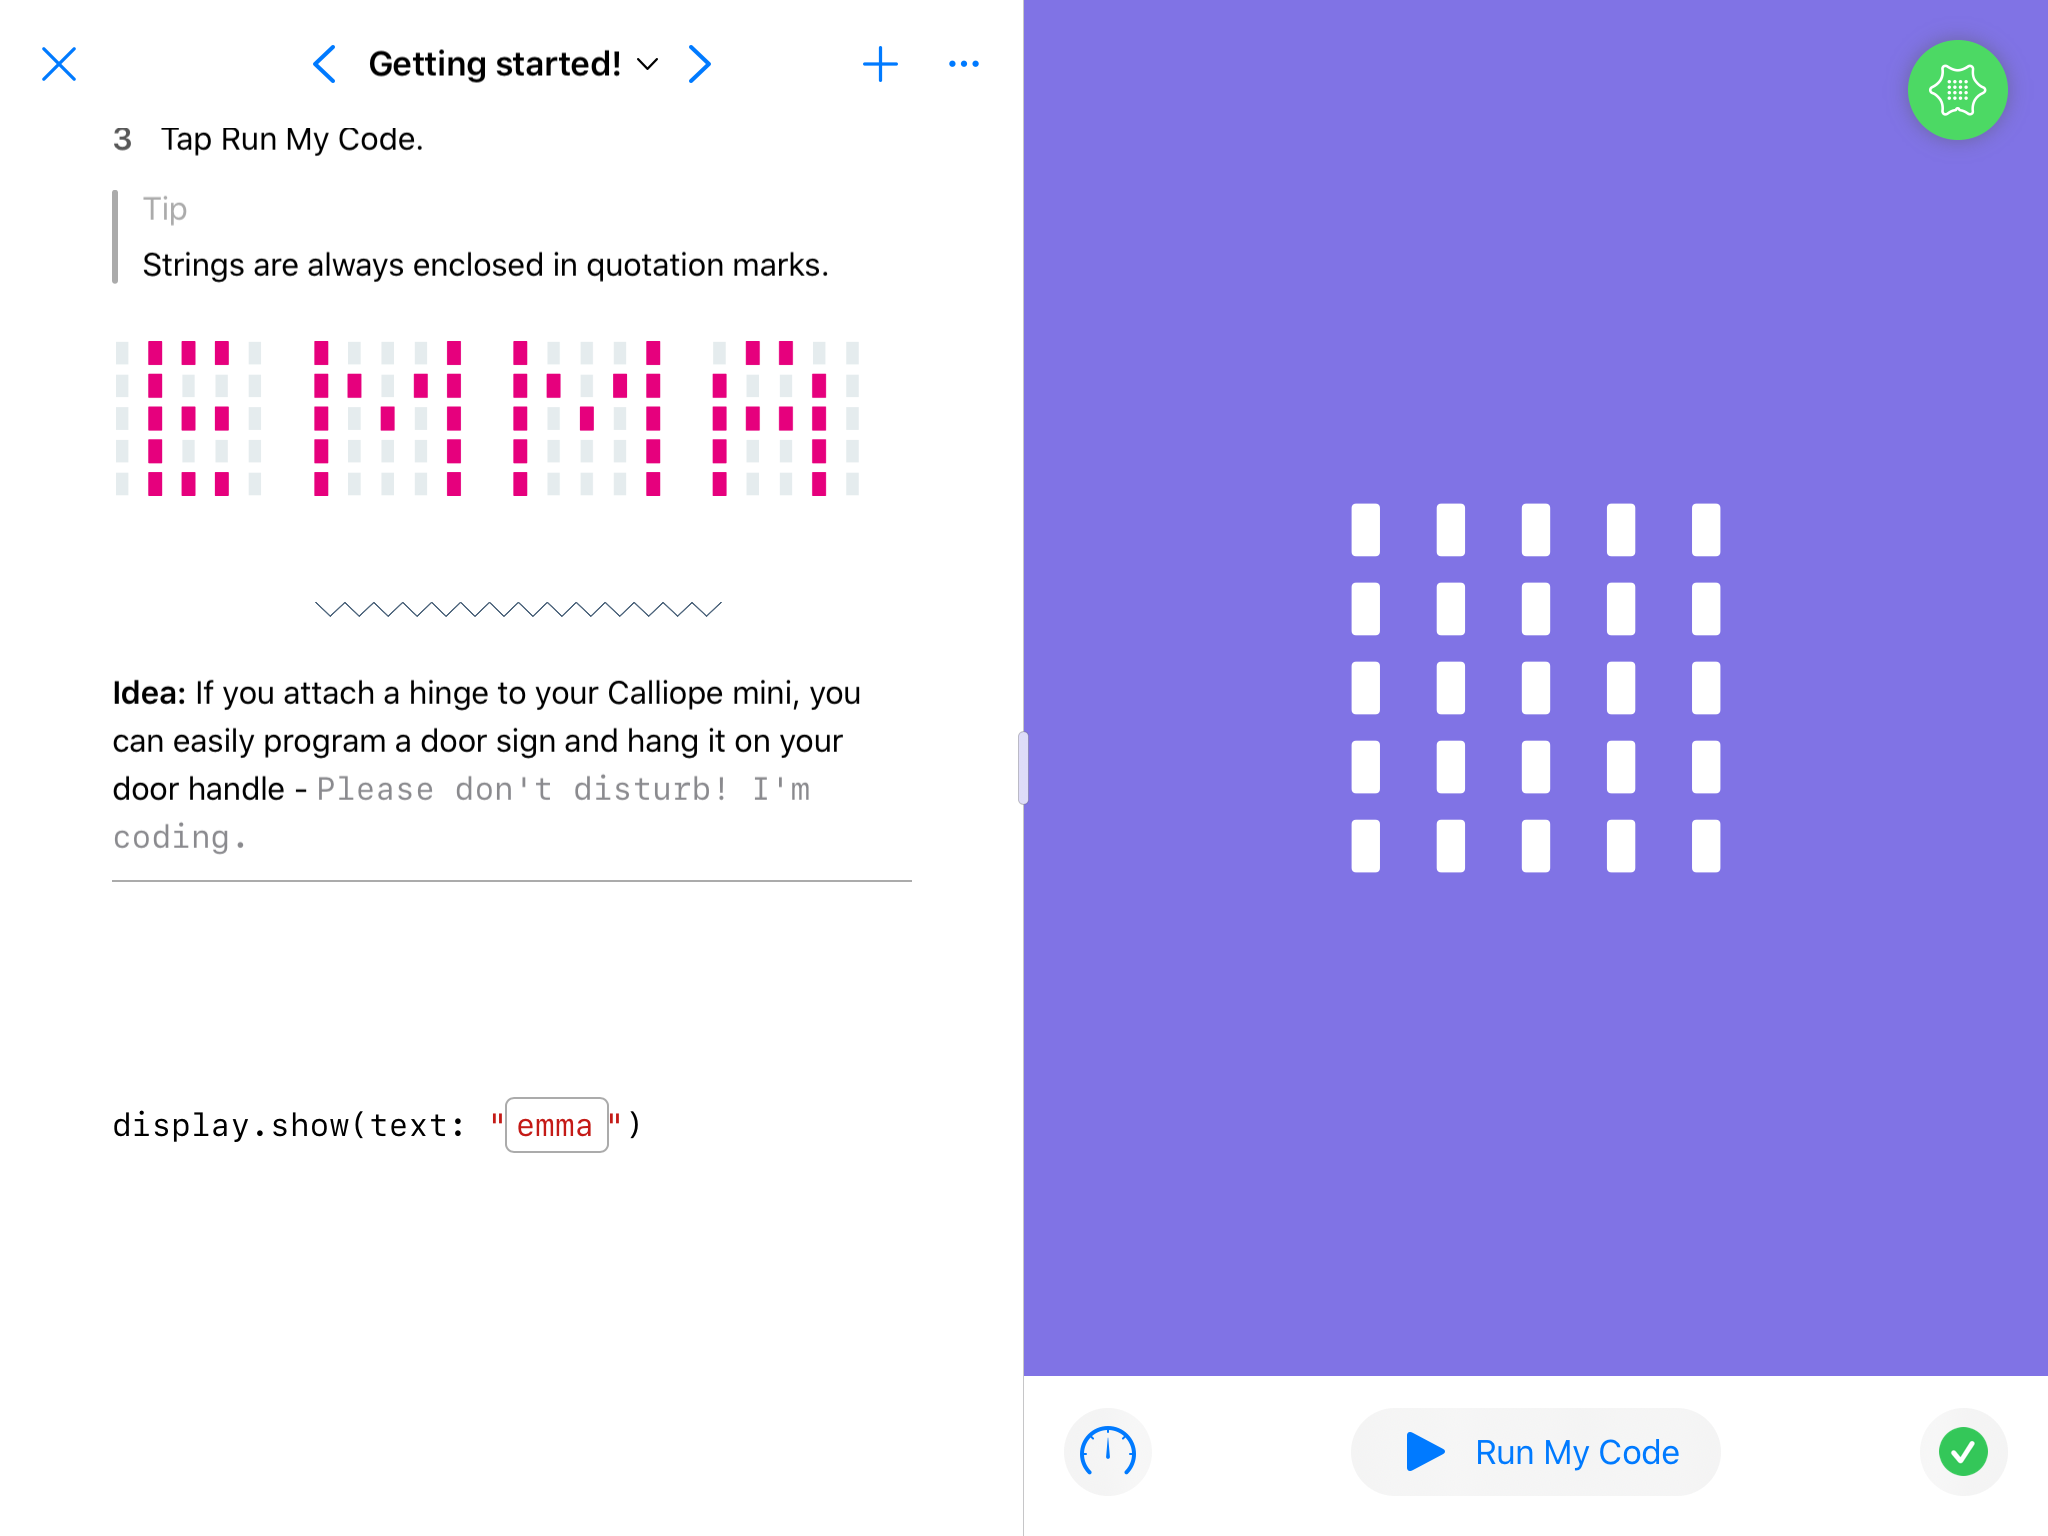 Getting started!
3 Tap Run My Code.
Tip
Strings are always enclosed in quotation marks.
EMMA
Idea: If you attach a hinge to your Calliope mini, you
can easily program a door sign and hang it on your
door handle - Please don't disturb! I'm
coding.
display.show(text: "emma")
Run My Code